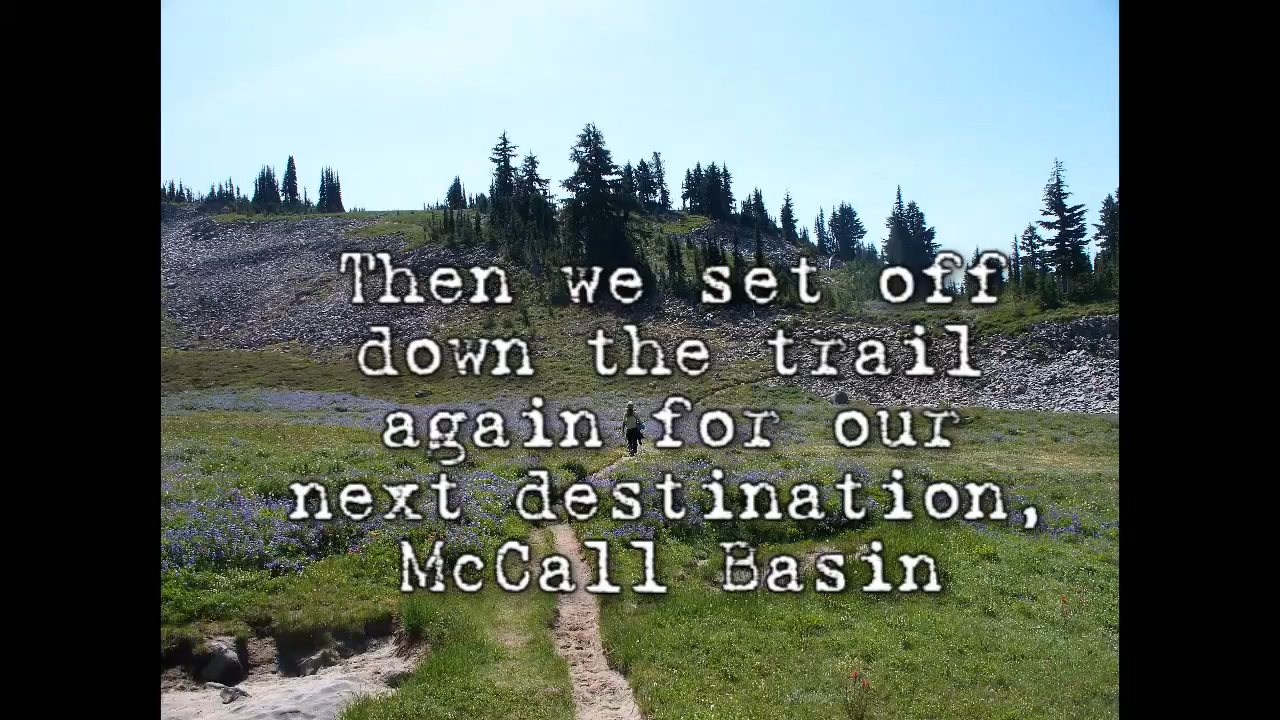 Then we set off
down the trail
again for our
next destination,
McCall Basin